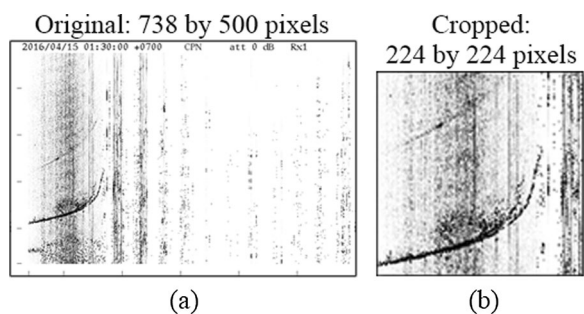 Original: 738 by 500 pixels
2016/04/15 01:30:00 +0700 CPN att 0 dB Rx1
(a)
Cropped:
224 by 224 pixels
(b)